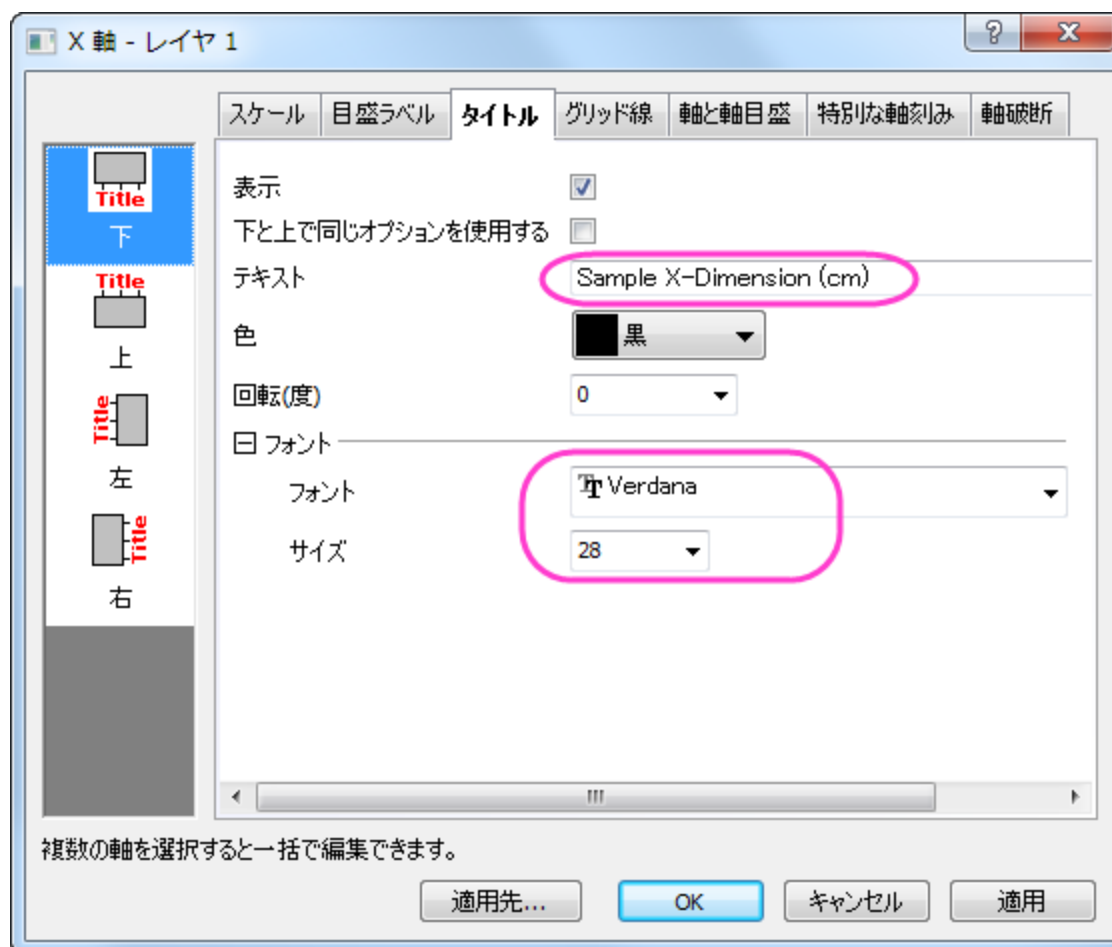 X 軸 - レイヤ 1
スケール 目盛ラベル タイトル グリッド線 軸と軸目盛 特別な軸刻み 軸破断
Title
下
Title
上
Title
左
Title
右
表示
下と上で同じオプションを使用する
テキスト Sample X-Dimension (cm)
色 黒
回転(度) 0
フォント
フォント Verdana
サイズ 28
複数の軸を選択すると一括で編集できます。
適用先... OK キャンセル 適用